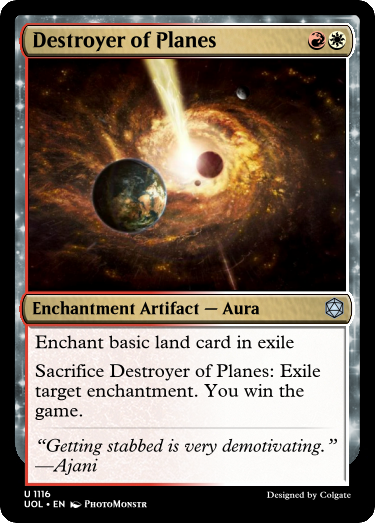 Destroyer of Planes
Enchantment Artifact — Aura
Enchant basic land card in exile
Sacrifice Destroyer of Planes: Exile
target enchantment. You win the
game.
“Getting stabbed is very demotivating.”
—Ajani
U 1116
UOL • EN PhotoMonstr
Designed by Colgate